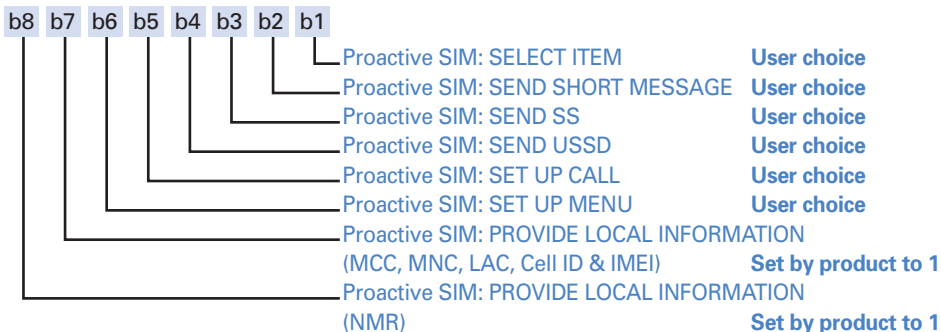 b8 b7 b6 b5 b4 b3 b2 b1
Proactive SIM: SELECT ITEM User choice
Proactive SIM: SEND SHORT MESSAGE User choice
Proactive SIM: SEND SS User choice
Proactive SIM: SEND USSD User choice
Proactive SIM: SET UP CALL User choice
Proactive SIM: SET UP MENU User choice
Proactive SIM: PROVIDE LOCAL INFORMATION
(MCC, MNC, LAC, Cell ID & IMEI) Set by product to 1
Proactive SIM: PROVIDE LOCAL INFORMATION
(NMR) Set by product to 1